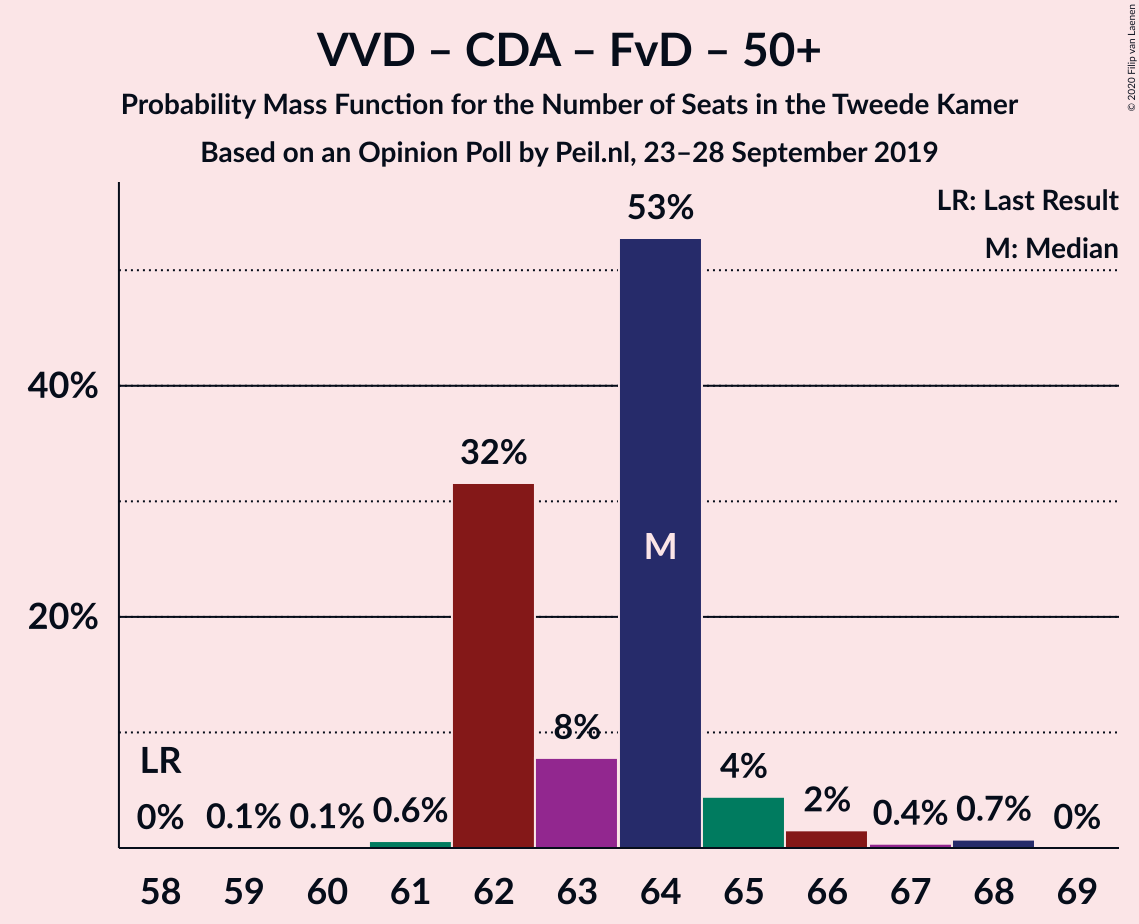 VVD – CDA – FvD – 50+
Probability Mass Function for the Number of Seats in the Tweede Kamer
Based on an Opinion Poll by Peil.nl, 23–28 September 2019
© 2020 Filip van Laenen
LR: Last Result
M: Median
53%
40%
32%
M
20%
8%
LR
4%
0% 0.1% 0.1% 0.6% 2% 0.4% 0.7% 0%
58 59 60 61 62 63 64 65 66 67 68 69